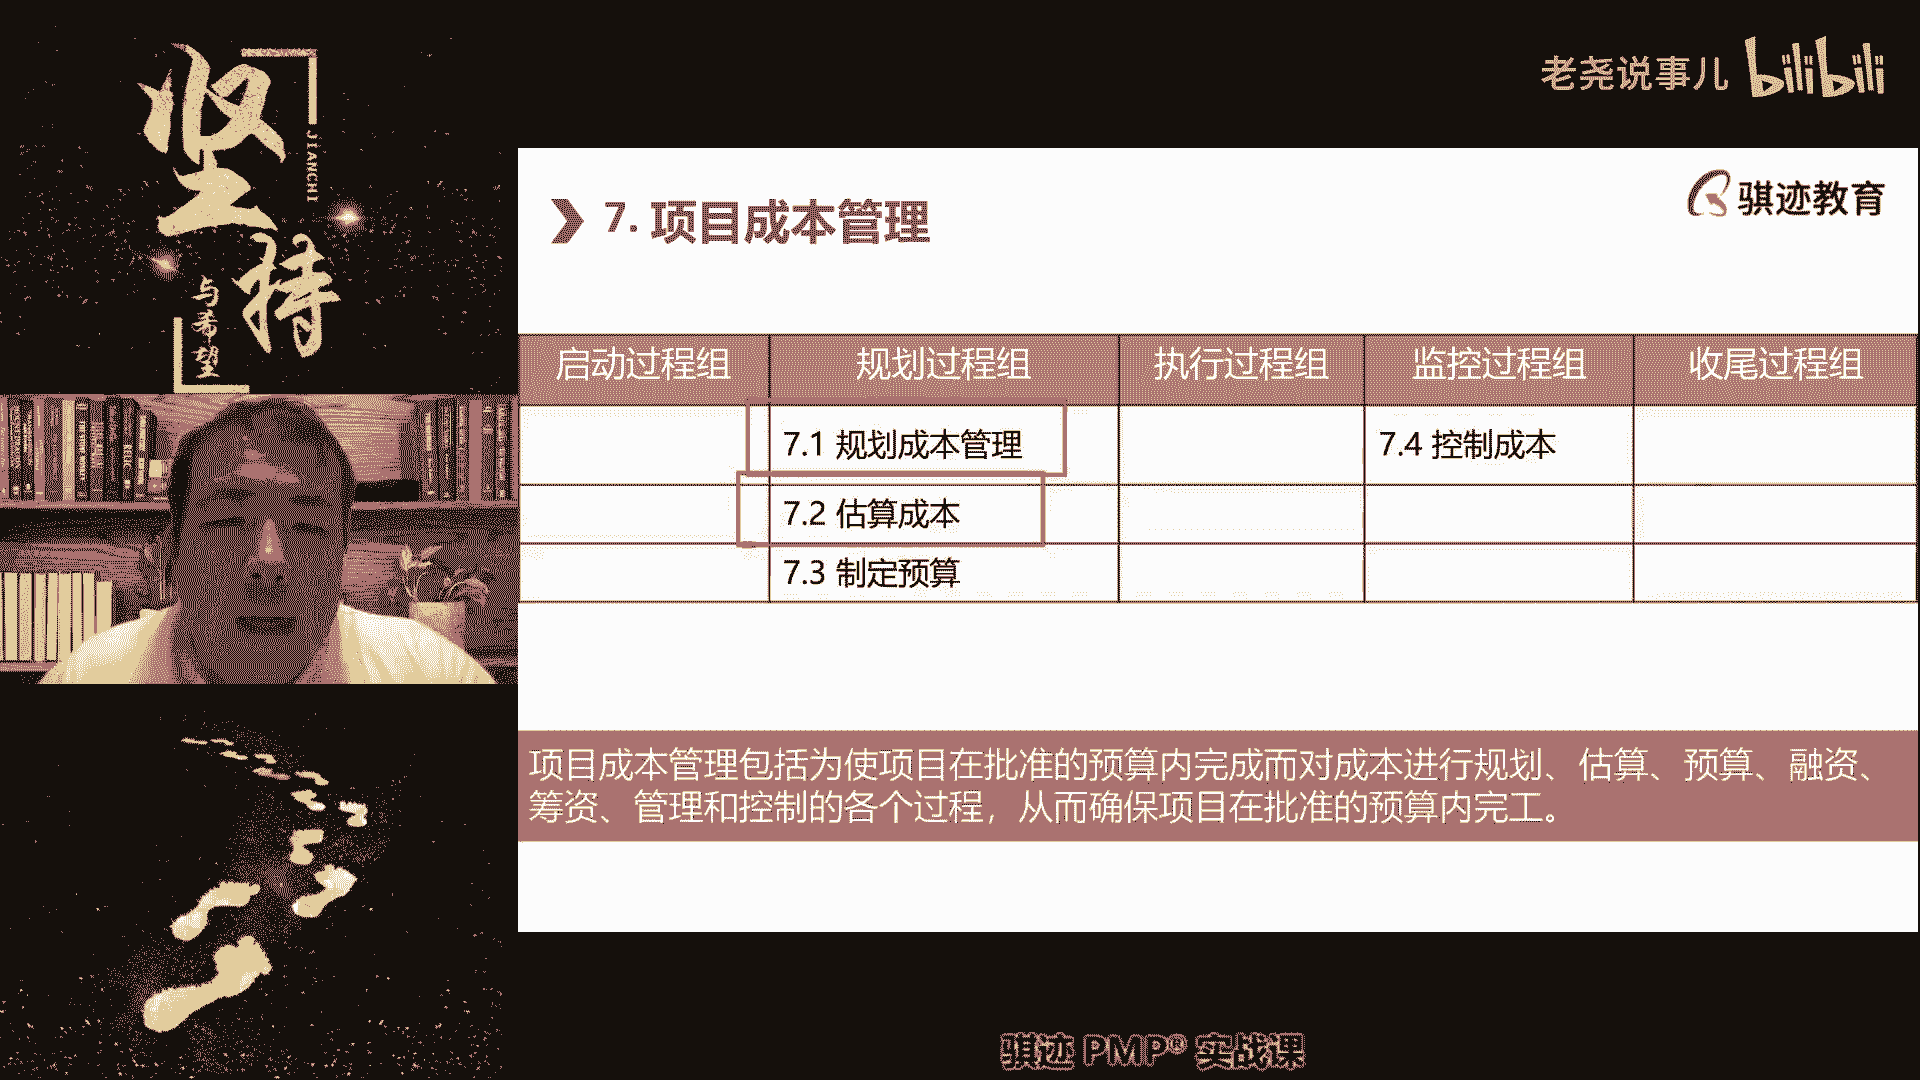 坚持
JIANCHI
与希望
老尧说事儿 bilibili
骐迹教育
7. 项目成本管理
启动过程组 规划过程组 执行过程组 监控过程组 收尾过程组
7.1 规划成本管理 7.4 控制成本
7.2 估算成本
7.3 制定预算
项目成本管理包括为使项目在批准的预算内完成而对成本进行规划、估算、预算、融资、
筹资、管理和控制的各个过程，从而确保项目在批准的预算内完工。
骐迹 PMP® 实战课